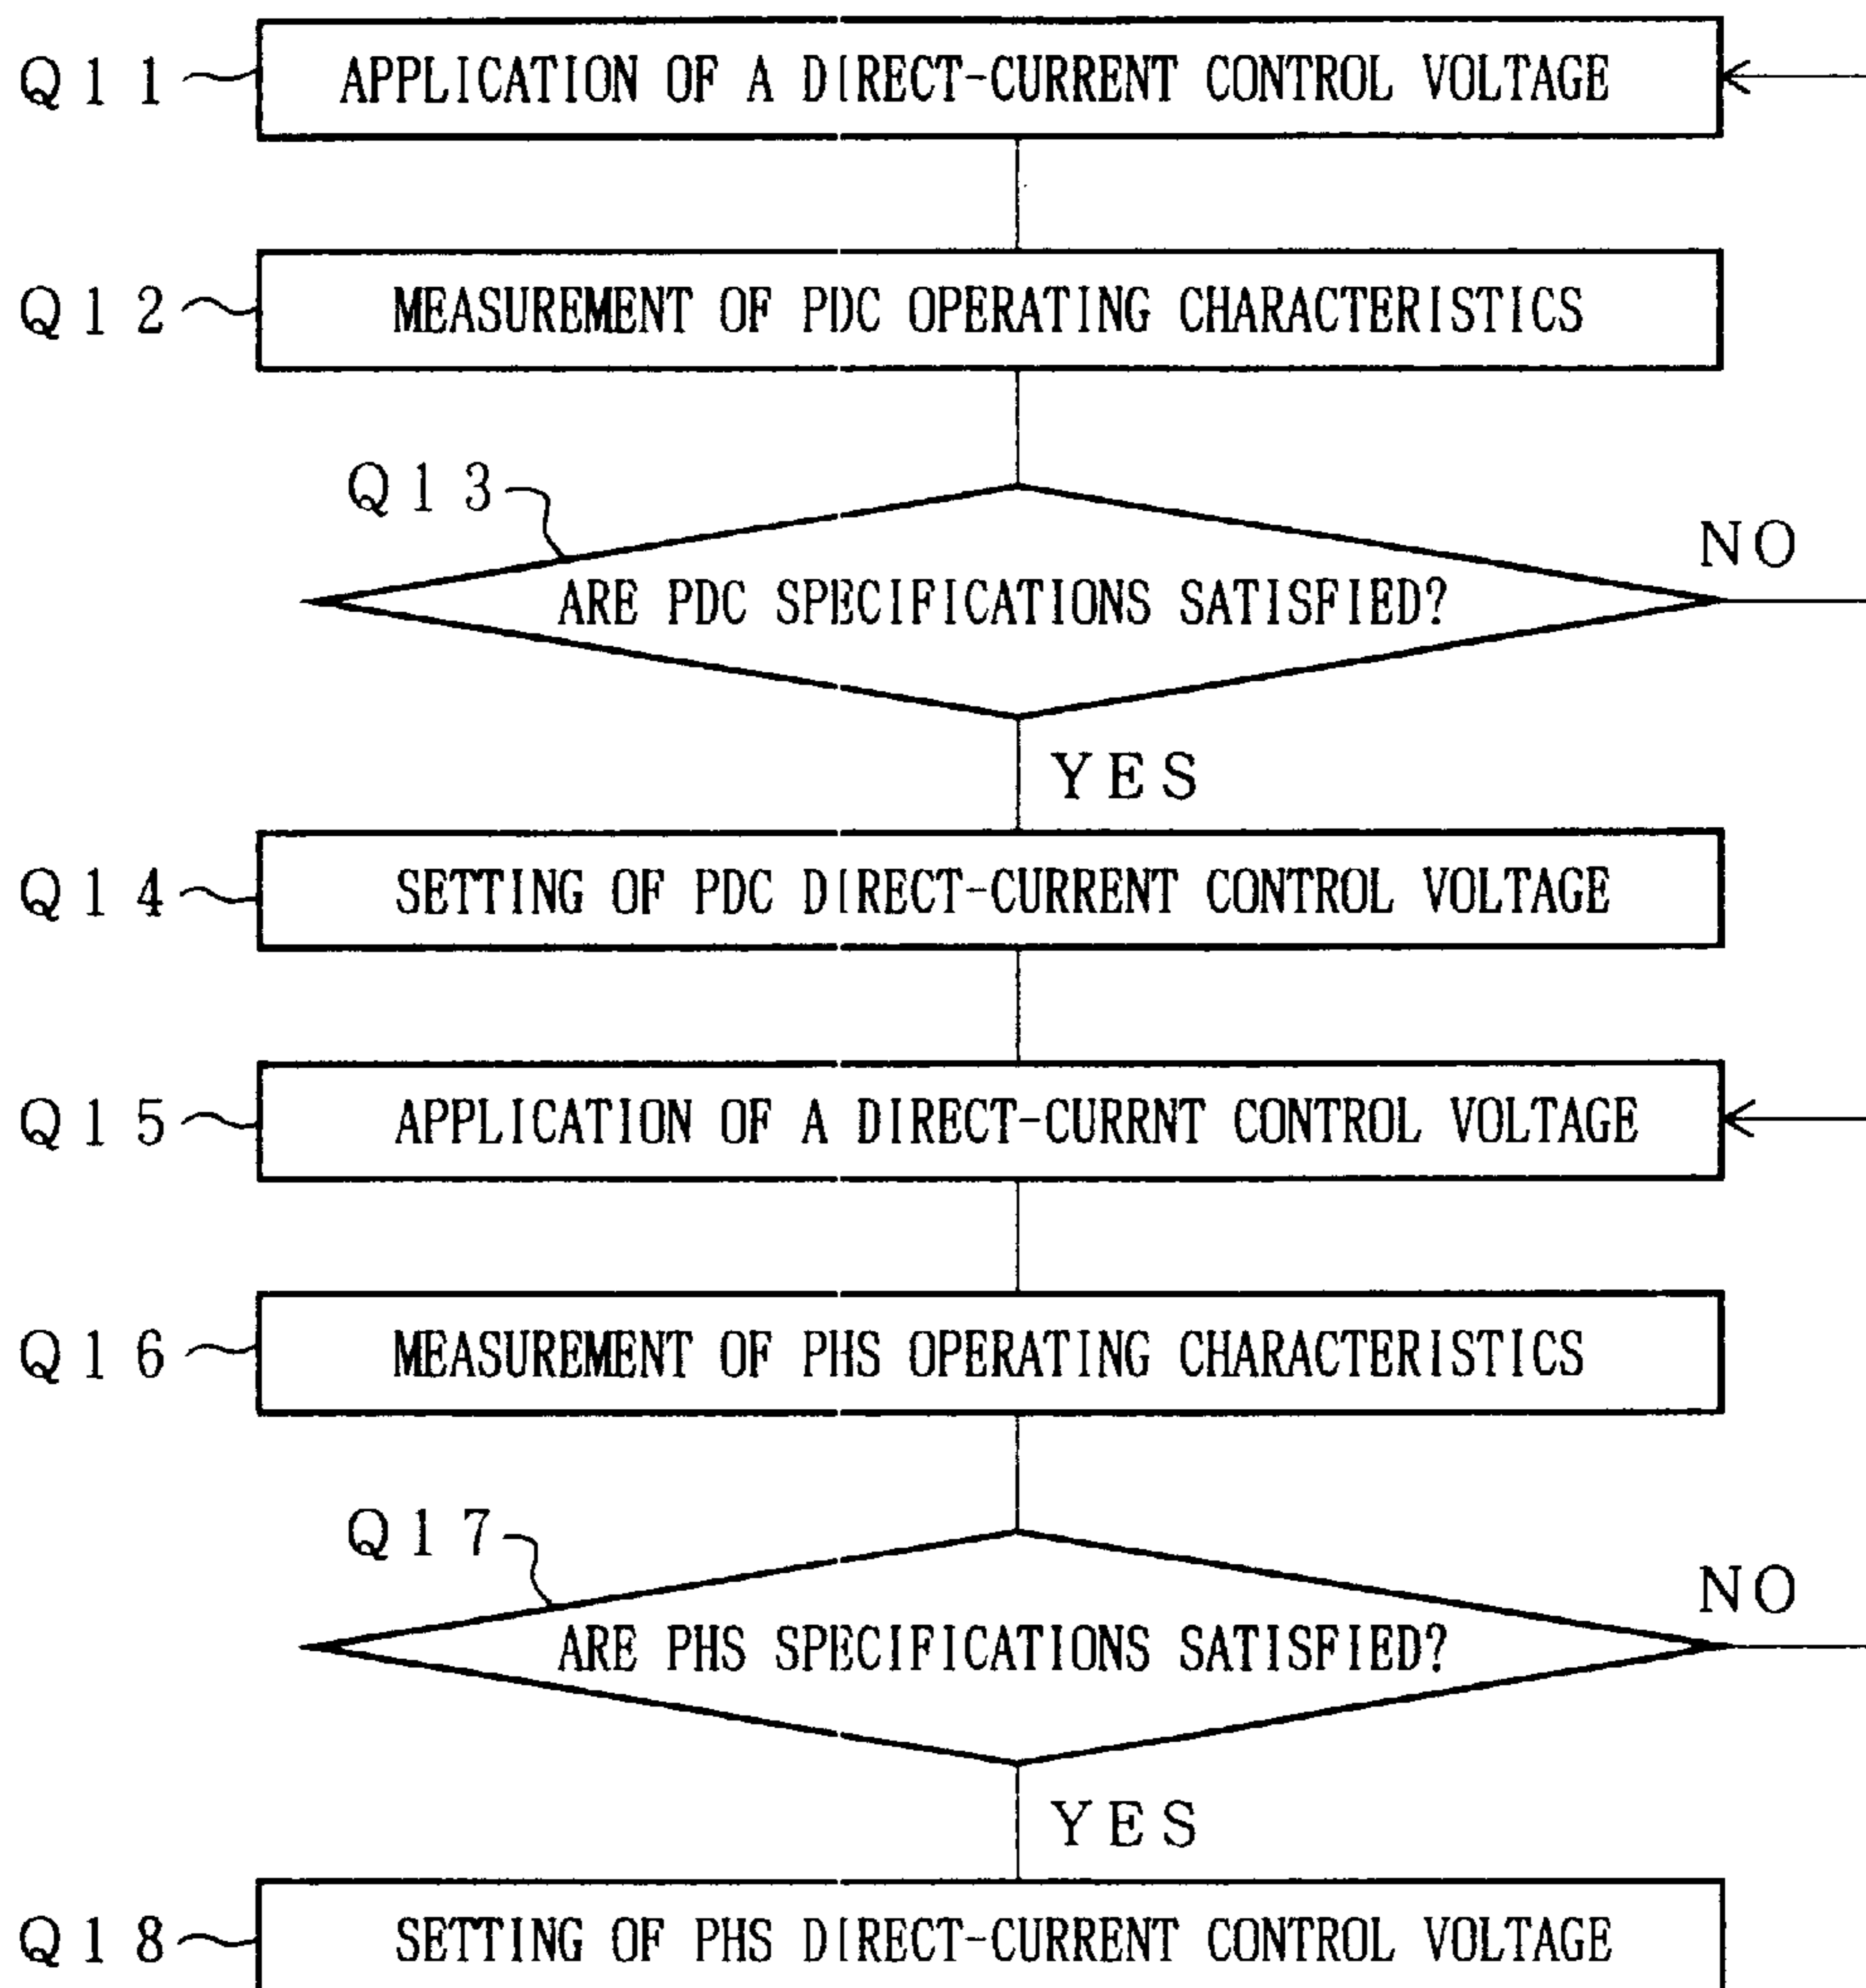 Q11 APPLICATION OF A DIRECT-CURRENT CONTROL VOLTAGE
Q12 MEASUREMENT OF PDC OPERATING CHARACTERISTICS
Q13
NO
ARE PDC SPECIFICATIONS SATISFIED?
YES
Q14 SETTING OF PDC DIRECT-CURRENT CONTROL VOLTAGE
Q15 APPLICATION OF A DIRECT-CURRNT CONTROL VOLTAGE
Q16 MEASUREMENT OF PHS OPERATING CHARACTERISTICS
Q17
NO
ARE PHS SPECIFICATIONS SATISFIED?
YES
Q18 SETTING OF PHS DIRECT-CURRENT CONTROL VOLTAGE